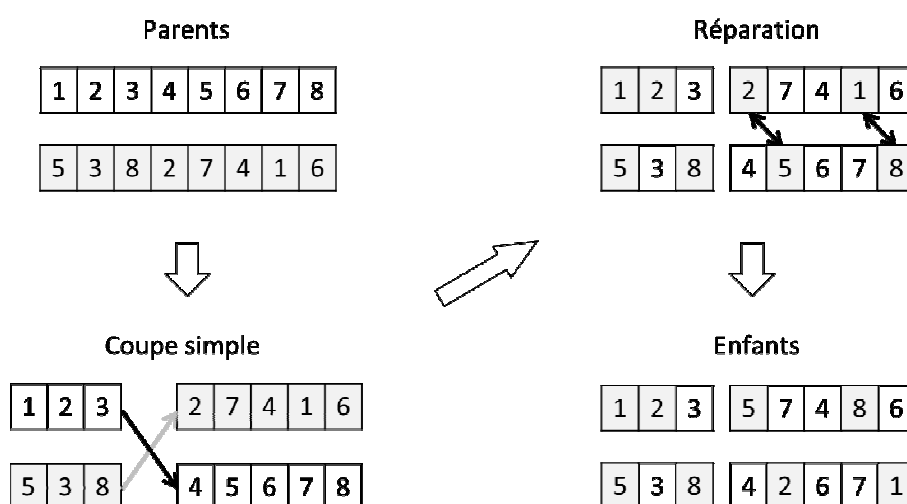 Parents
1 2 3 4 5 6 7 8
5 3 8 2 7 4 1 6
Coupe simple
1 2 3 2 7 4 1 6
5 3 8 4 5 6 7 8
Réparation
1 2 3 2 7 4 1 6
5 3 8 4 5 6 7 8
Enfants
1 2 3 5 7 4 8 6
5 3 8 4 2 6 7 1